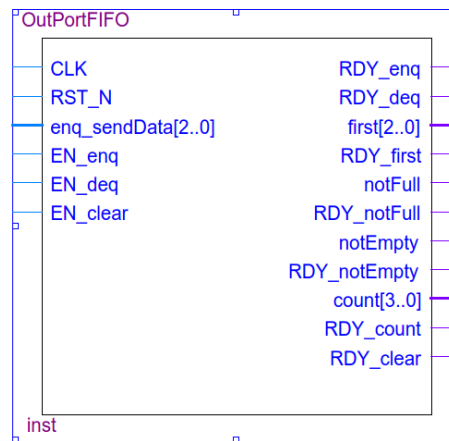 OutPortFIFO
CLK
RST_N
enq_sendData[2..0]
EN_enq
EN_deq
EN_clear
RDY_enq
RDY_deq
first[2..0]
RDY_first
notFull
RDY_notFull
notEmpty
RDY_notEmpty
count[3..0]
RDY_count
RDY_clear
inst